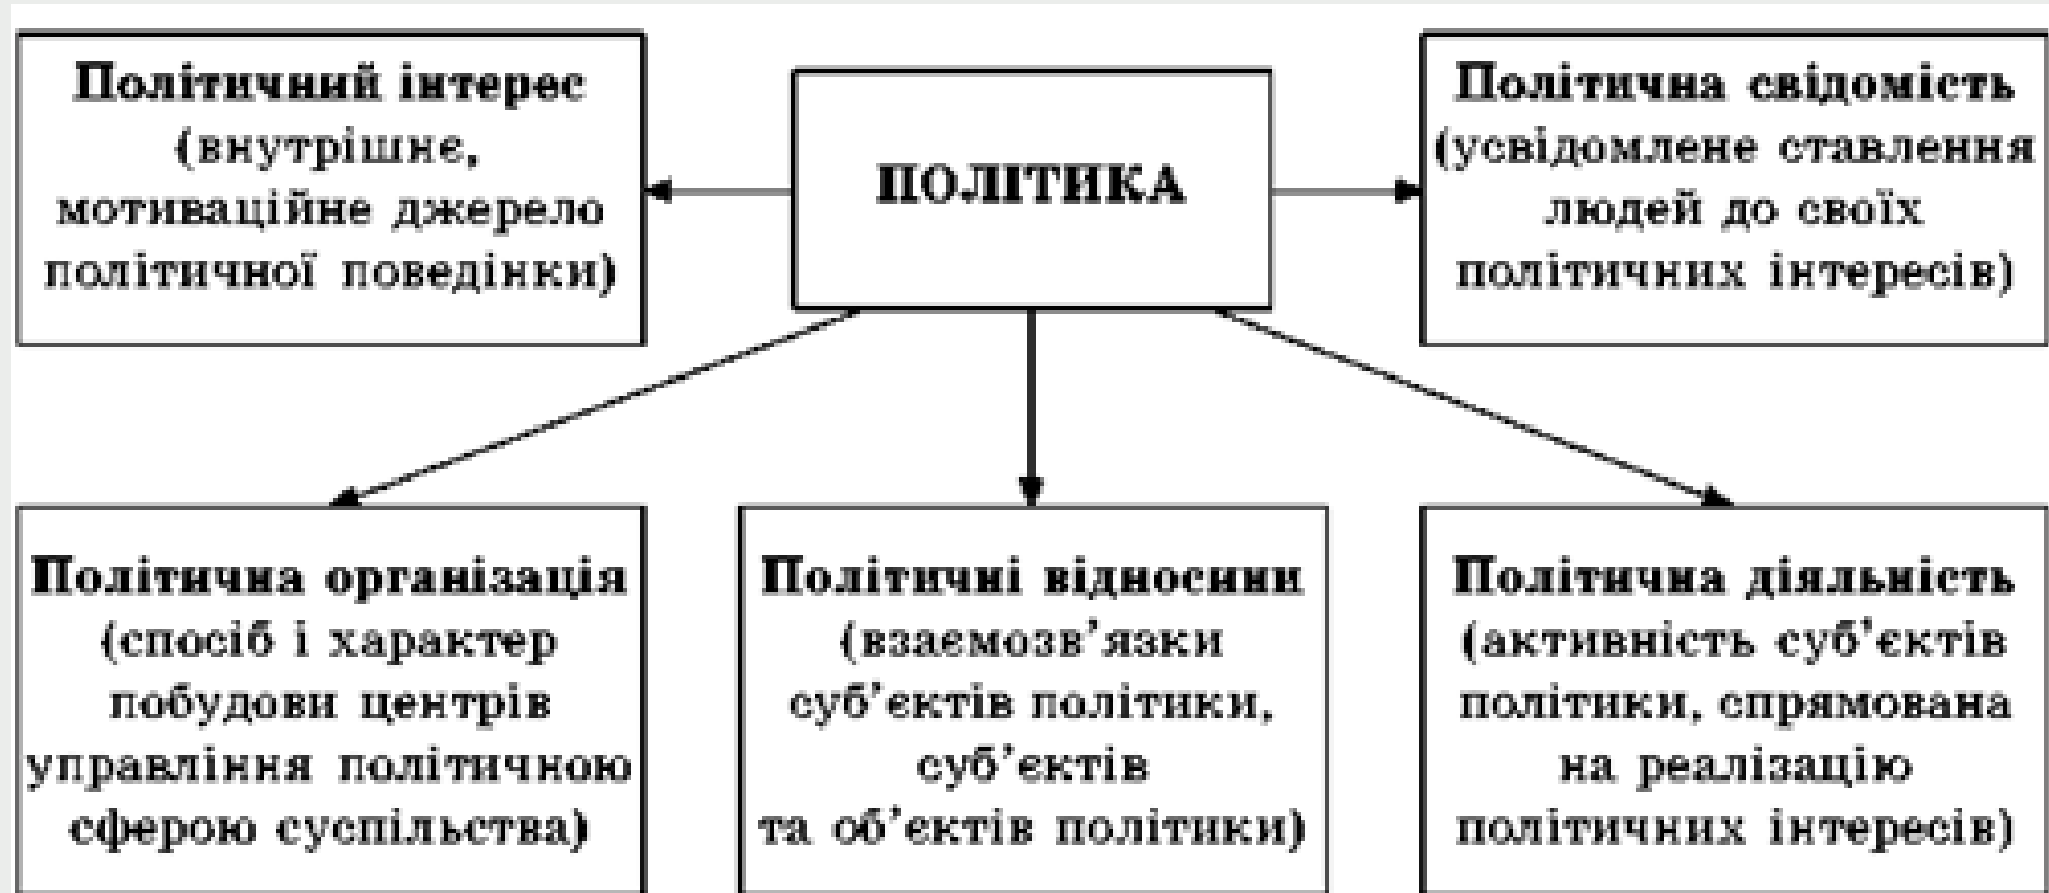 Політичний інтерес
(внутрішнє,
мотиваційне джерело
політичної поведінки)
ПОЛІТИКА
Політична свідомість
(усвідомлене ставлення
людей до своїх
політичних інтересів)
Політична організація
(спосіб і характер
побудови центрів
управління політичною
сферою суспільства)
Політичні відносини
(взаємозв’язки
суб’єктів політики,
суб’єктів
та об’єктів політики)
Політична діяльність
(активність суб’єктів
політики, спрямована
на реалізацію
політичних інтересів)